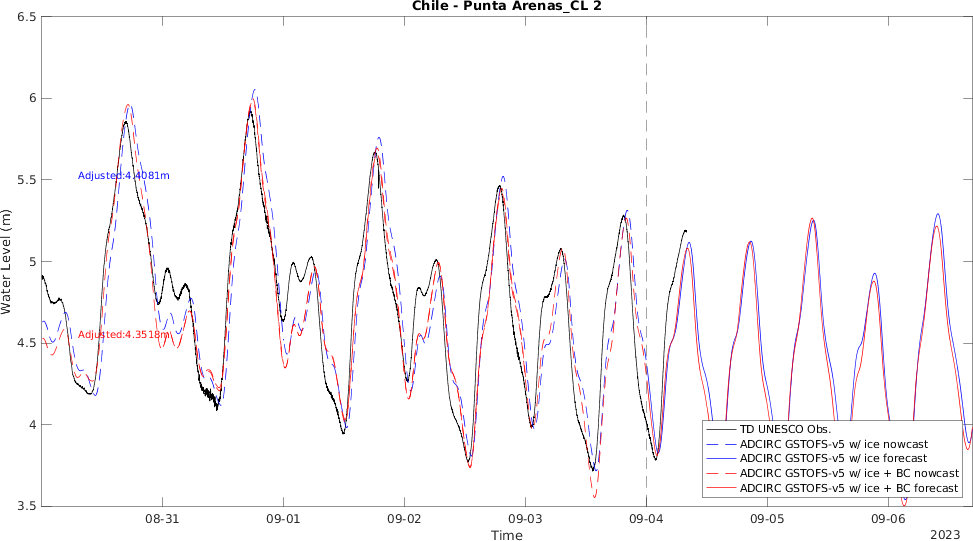 Chile - Punta Arenas_CL 2
6.5
6
5.5
5
4.5
4
3.5
Water Level (m)
Adjusted:4.4081m
Adjusted:4.3518m
TD UNESCO Obs.
ADCIRC GSTOFS-v5 w/ ice nowcast
ADCIRC GSTOFS-v5 w/ ice forecast
ADCIRC GSTOFS-v5 w/ ice + BC nowcast
ADCIRC GSTOFS-v5 w/ ice + BC forecast
08-31 09-01 09-02 09-03 09-04 09-05 09-06
Time
2023